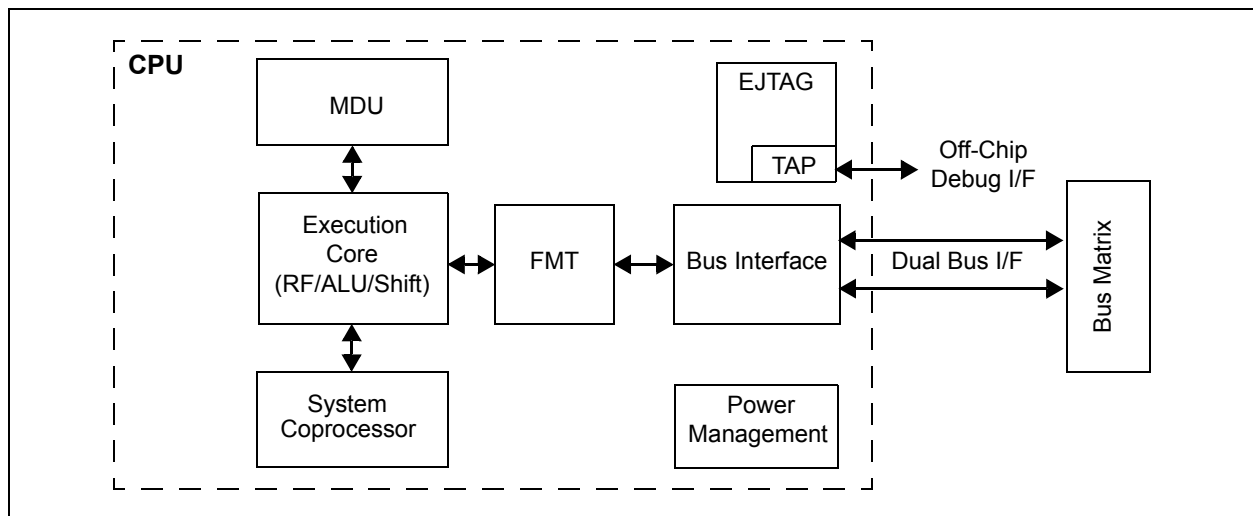 CPU
MDU
EJTAG
TAP
Off-Chip
Debug I/F
Execution
Core
(RF/ALU/Shift)
FMT
Bus Interface
Dual Bus I/F
Bus Matrix
System
Coprocessor
Power
Management